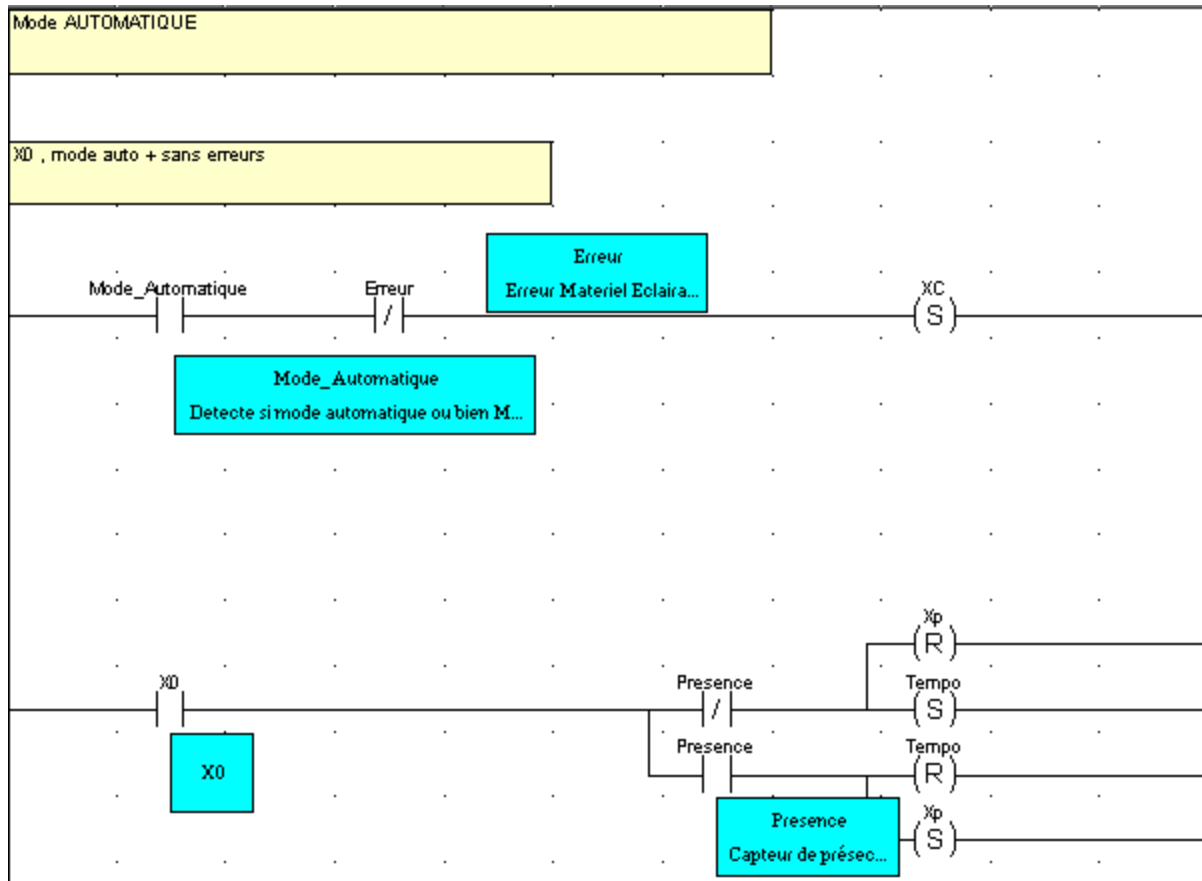 Mode AUTOMATIQUE
X0 , mode auto + sans erreurs
Erreur
Erreur Materiel Eclaira...
Mode_Automatique
Erreur
XC
/
S
Mode_Automatique
Detecte si mode automatique ou bien M...
Xp
R
X0
Presence
Tempo
/
S
X0
Presence
Tempo
R
Presence
Capteur de présec...
Xp
S